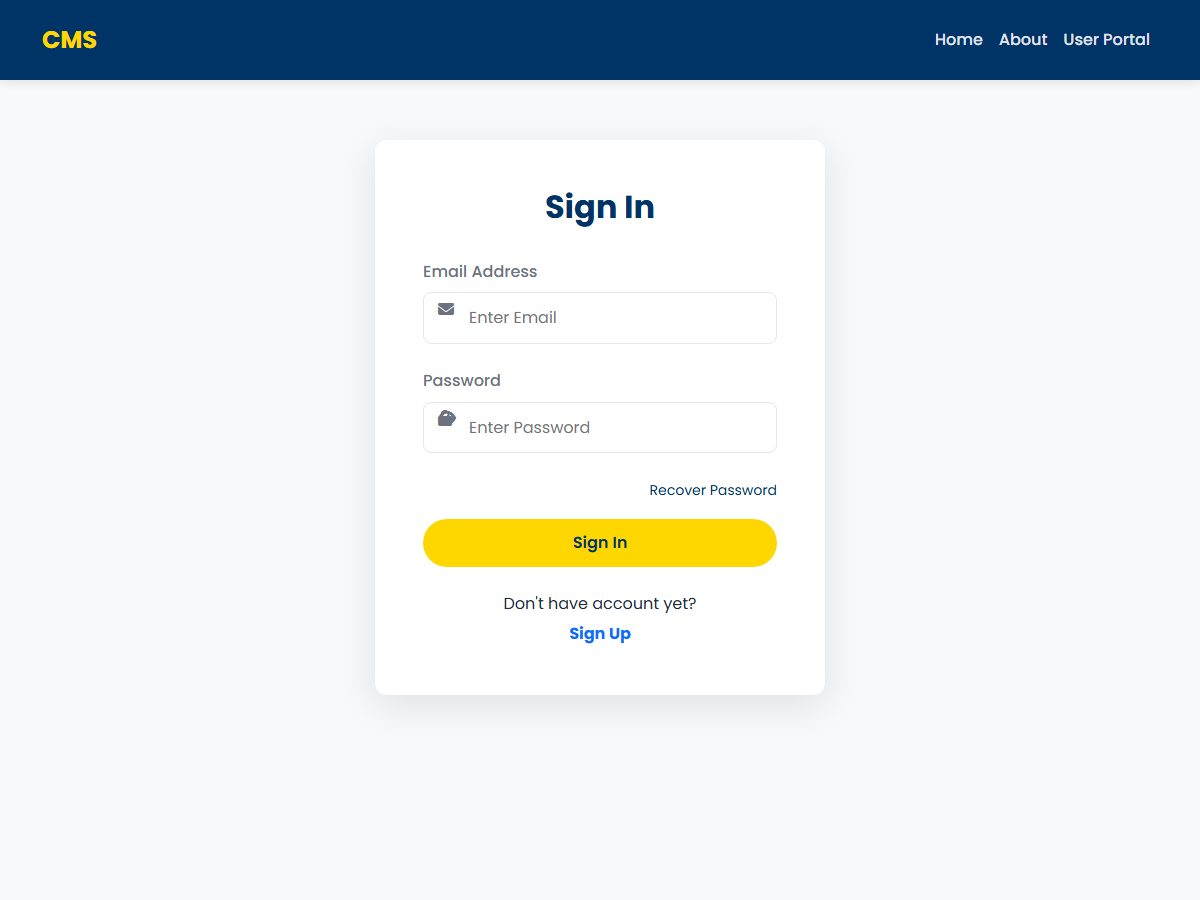 CMS
Home About User Portal
Sign In
Email Address
Enter Email
Password
Enter Password
Recover Password
Sign In
Don't have account yet?
Sign Up